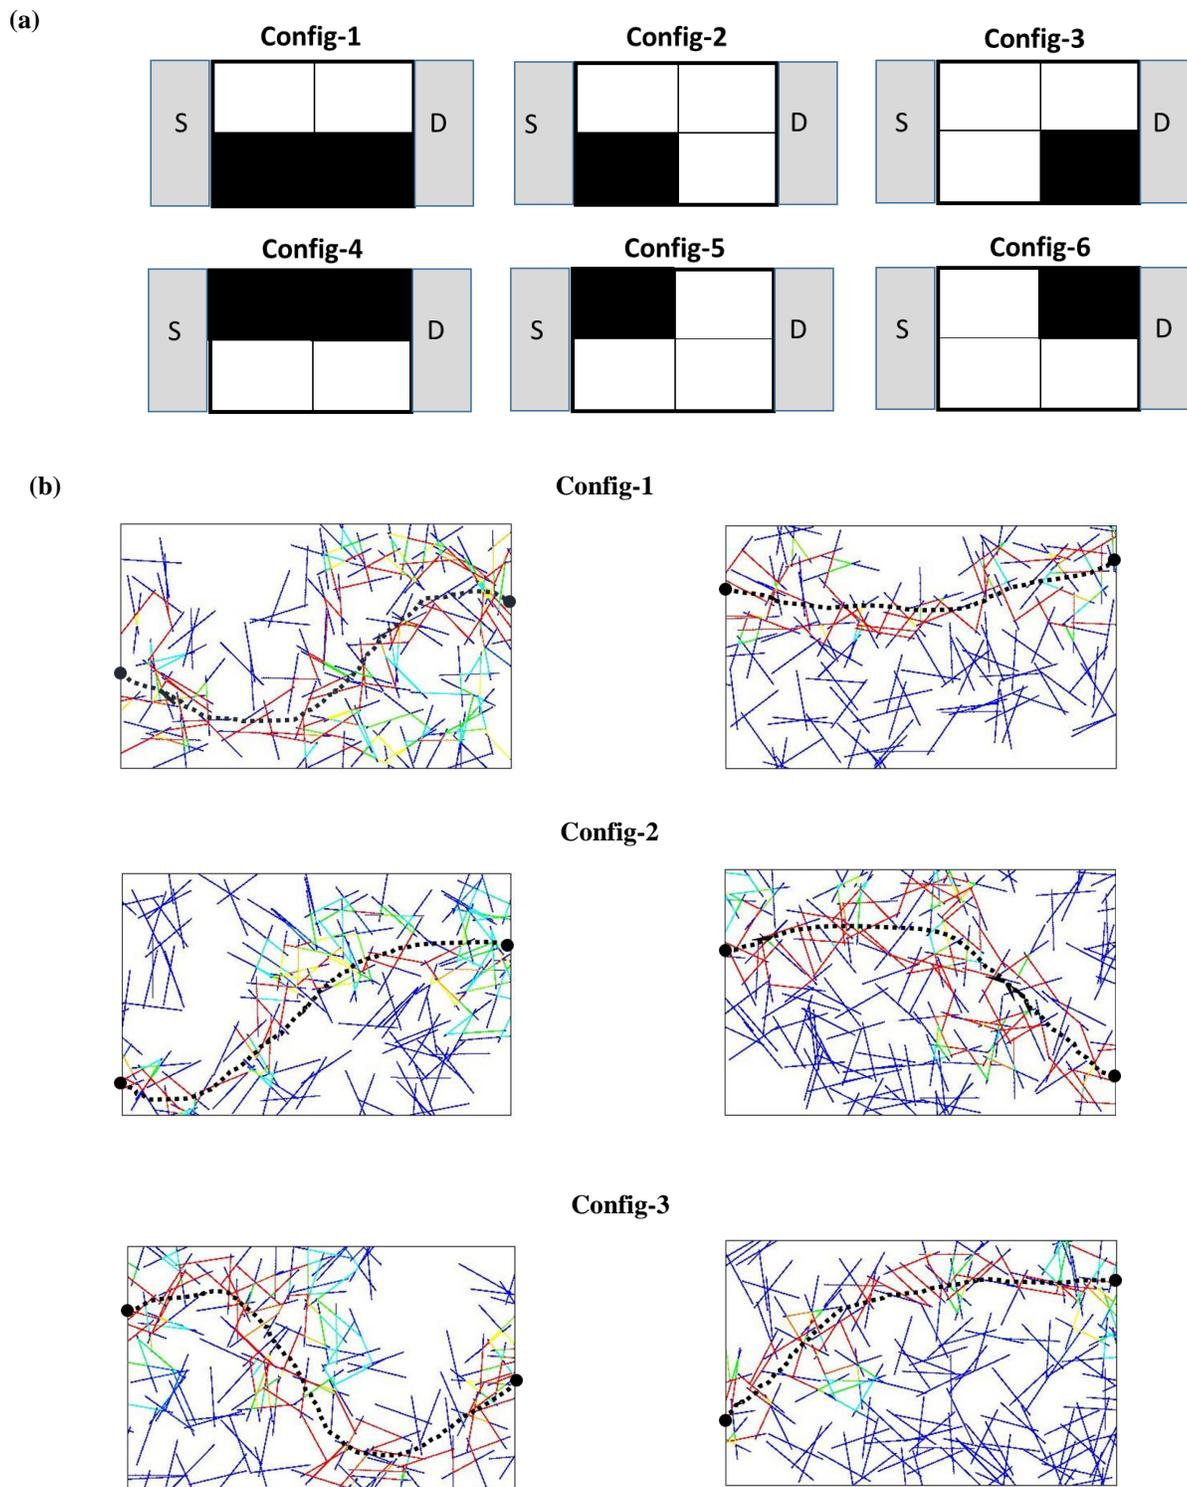 (a)
Config-1 Config-2 Config-3
S D S D S D
Config-4 Config-5 Config-6
S D S D S D
(b) Config-1
Config-2
Config-3